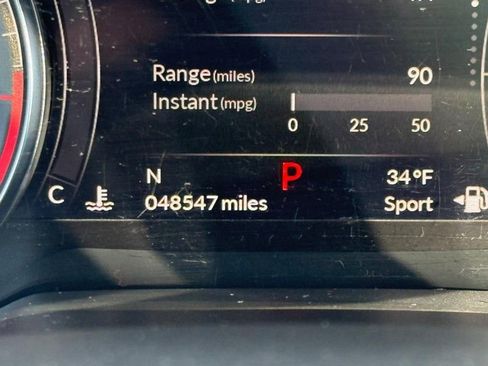 Range (miles) 90
Instant (mpg)
0 25 50
N P 34°F
C 048547 miles Sport